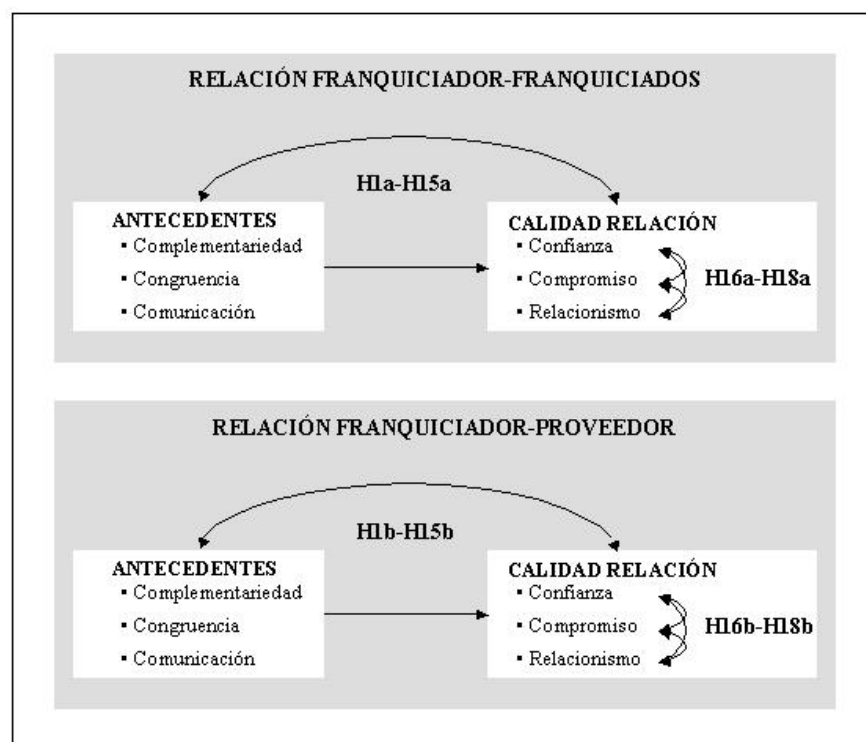 RELACIÓN FRANQUICIADOR-FRANQUICIADOS
H1a-H15a
ANTECEDENTES
▪ Complementariedad
▪ Congruencia
▪ Comunicación
CALIDAD RELACIÓN
▪ Confianza
▪ Compromiso
▪ Relacionismo
H16a-H18a
RELACIÓN FRANQUICIADOR-PROVEEDOR
H1b-H15b
ANTECEDENTES
▪ Complementariedad
▪ Congruencia
▪ Comunicación
CALIDAD RELACIÓN
▪ Confianza
▪ Compromiso
▪ Relacionismo
H16b-H18b